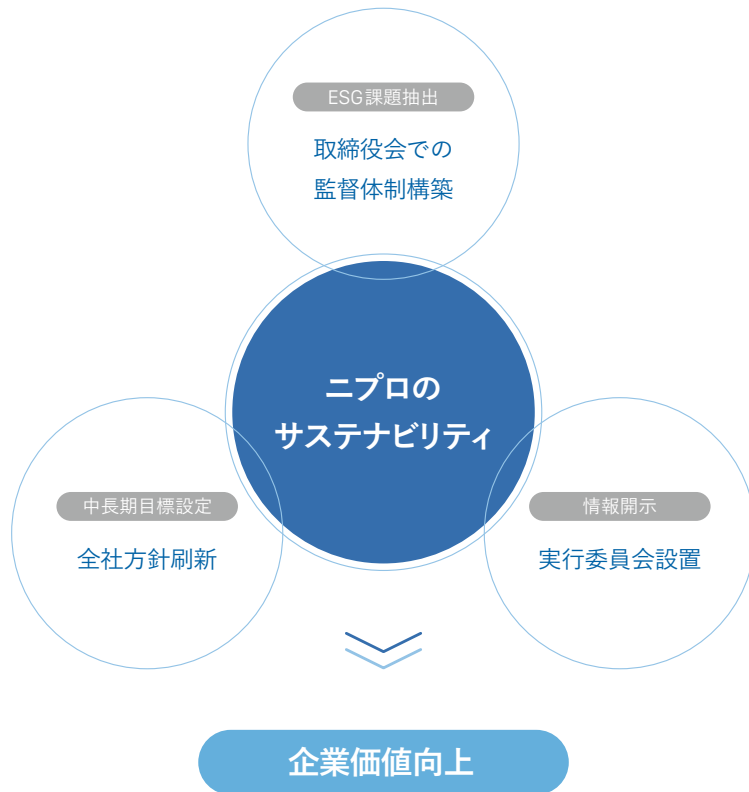 ESG課題抽出
取締役会での
監督体制構築
ニプロの
サステナビリティ
中長期目標設定
全社方針刷新
情報開示
実行委員会設置
企業価値向上